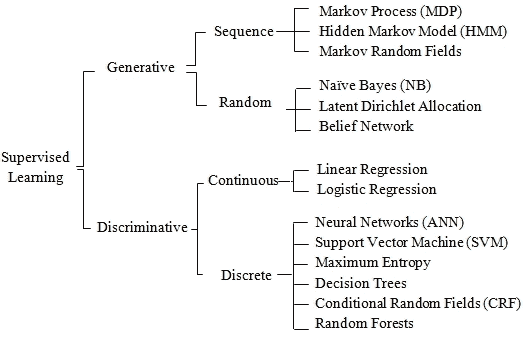 Supervised
Learning
Generative
Sequence
Markov Process (MDP)
Hidden Markov Model (HMM)
Markov Random Fields
Random
Naïve Bayes (NB)
Latent Dirichlet Allocation
Belief Network
Discriminative
Continuous
Linear Regression
Logistic Regression
Discrete
Neural Networks (ANN)
Support Vector Machine (SVM)
Maximum Entropy
Decision Trees
Conditional Random Fields (CRF)
Random Forests